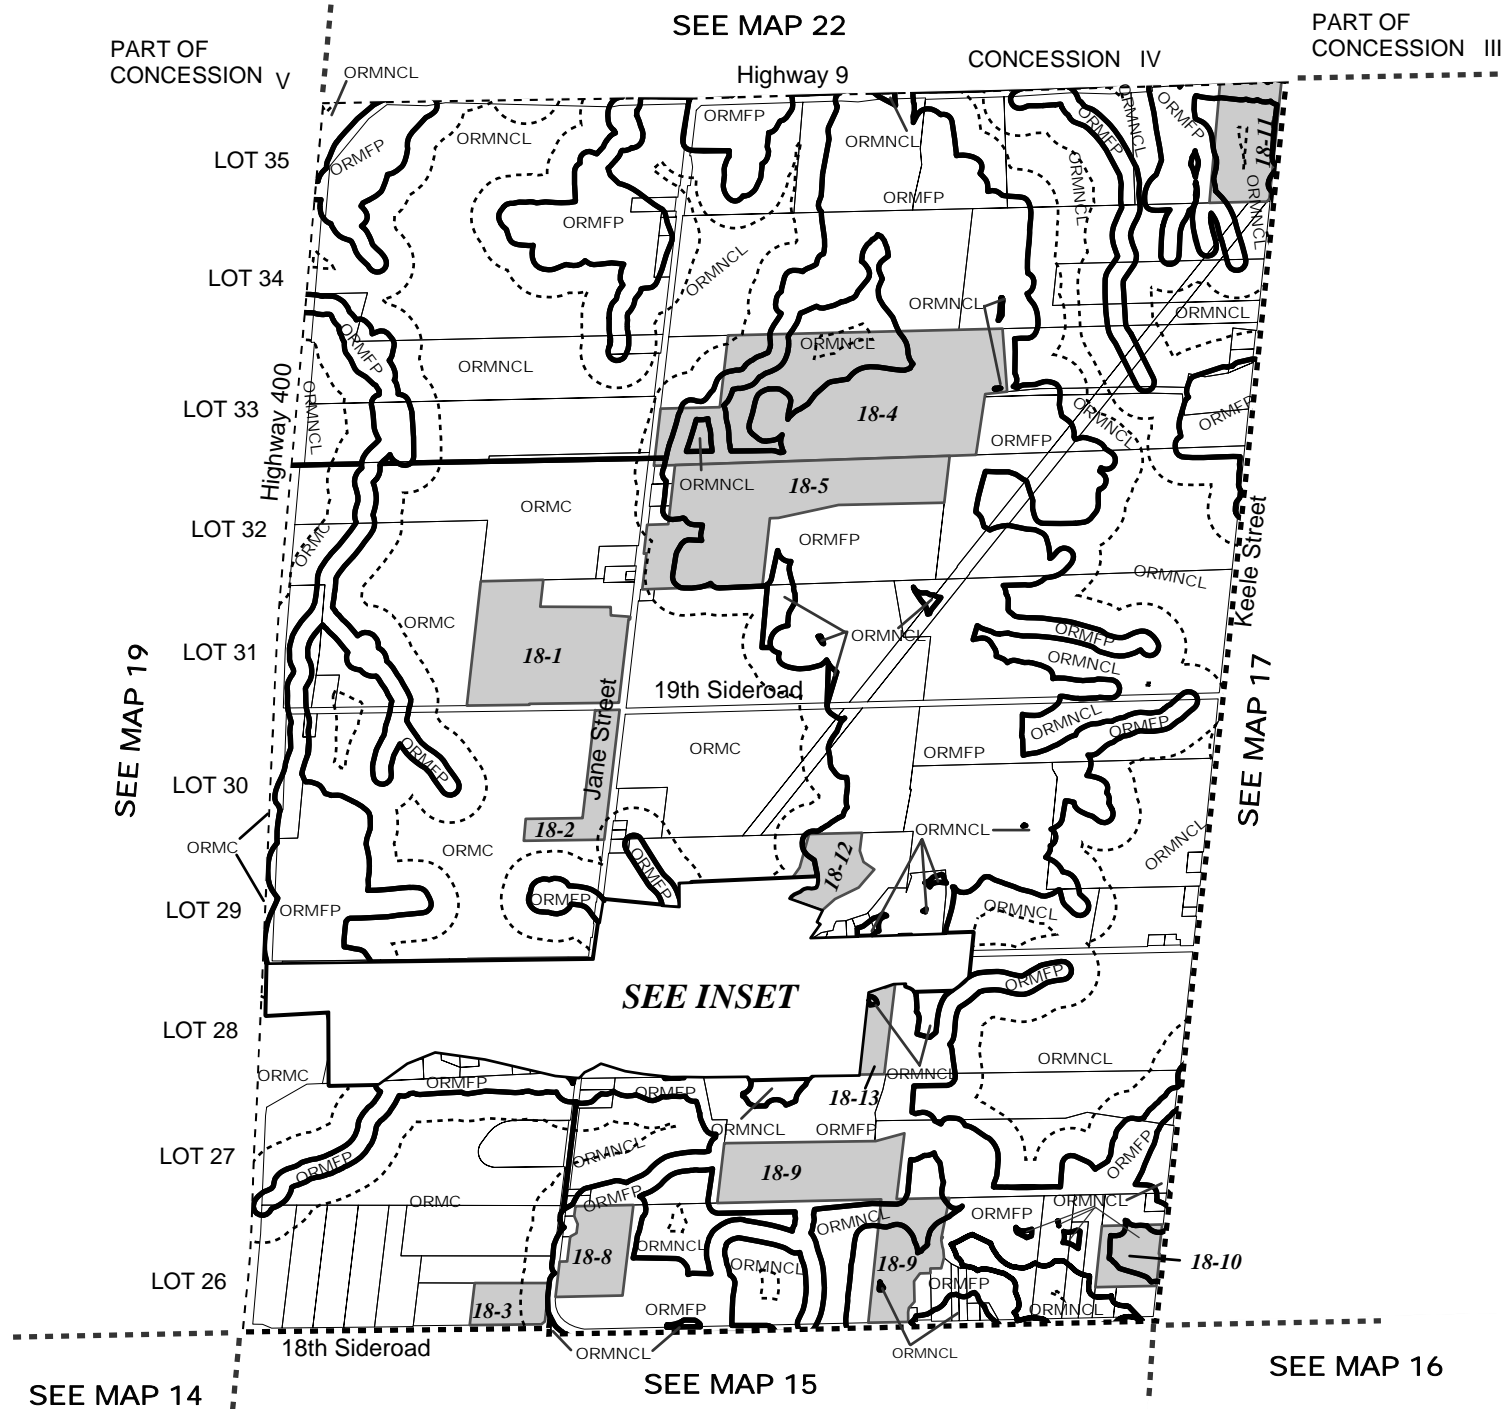 SEE MAP 22
PART OF
CONCESSION V
PART OF
CONCESSION III
CONCESSION IV
Highway 9
ORMNCL
ORMFP
ORMNCL
ORMFP
ORMNCL
ORMFP
ORMNCL
ORMFP
18-11
LOT 35
ORMFP
ORMNCL
ORMFP
ORMFP
ORMNCL
ORMNCL
LOT 34
ORMNCL
ORMNCL
ORMNCL
ORMFP
ORMNCL
ORMNCL
Highway 400
LOT 33
ORMNCL
18-4
ORMNCL
ORMFP
ORMFP
ORMNCL
18-5
ORMC
LOT 32
ORMC
ORMFP
Keele Street
ORMNCL
ORMC
ORMNCL
ORMFP
LOT 31
18-1
ORMNCL
SEE MAP 19
19th Sideroad
SEE MAP 17
Jane Street
ORMNCL
ORMFP
ORMC
ORMFP
ORMFP
LOT 30
18-2
ORMNCL
ORMNCL
ORMC
ORMC
18-12
ORMFP
LOT 29
ORMFP
ORMFP
ORMNCL
SEE INSET
ORMFP
LOT 28
ORMC
ORMFP
ORMFP
ORMNCL
ORMNCL
18-13
ORMNCL
ORMFP
LOT 27
ORMNCL
ORMFP
ORMFP
18-9
ORMC
ORMFP
ORMNCL
ORMFP
ORMNCL
18-8
ORMNCL
ORMNCL
18-9
18-10
LOT 26
ORMFP
18-3
ORMFP
ORMNCL
18th Sideroad
ORMNCL
ORMNCL
SEE MAP 14
SEE MAP 15
SEE MAP 16